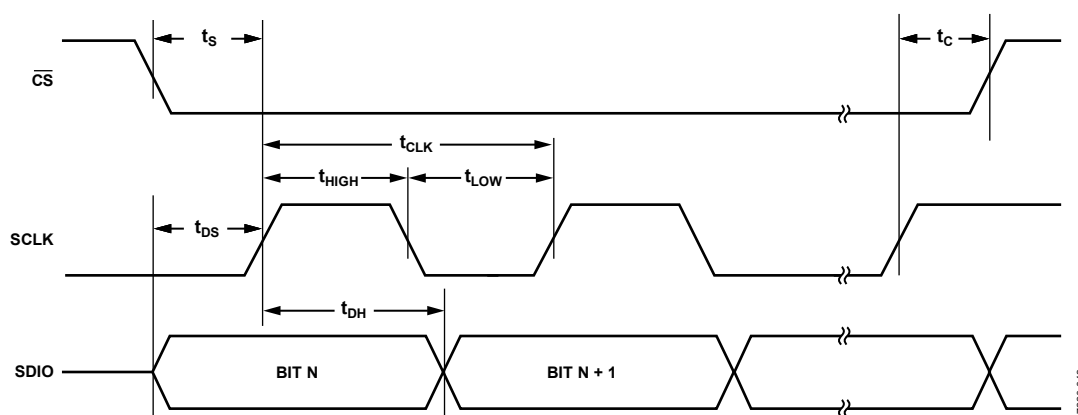 tS
tC
CS
tCLK
tHIGH
tLOW
SCLK
tDS
tDH
SDIO
BIT N
BIT N + 1